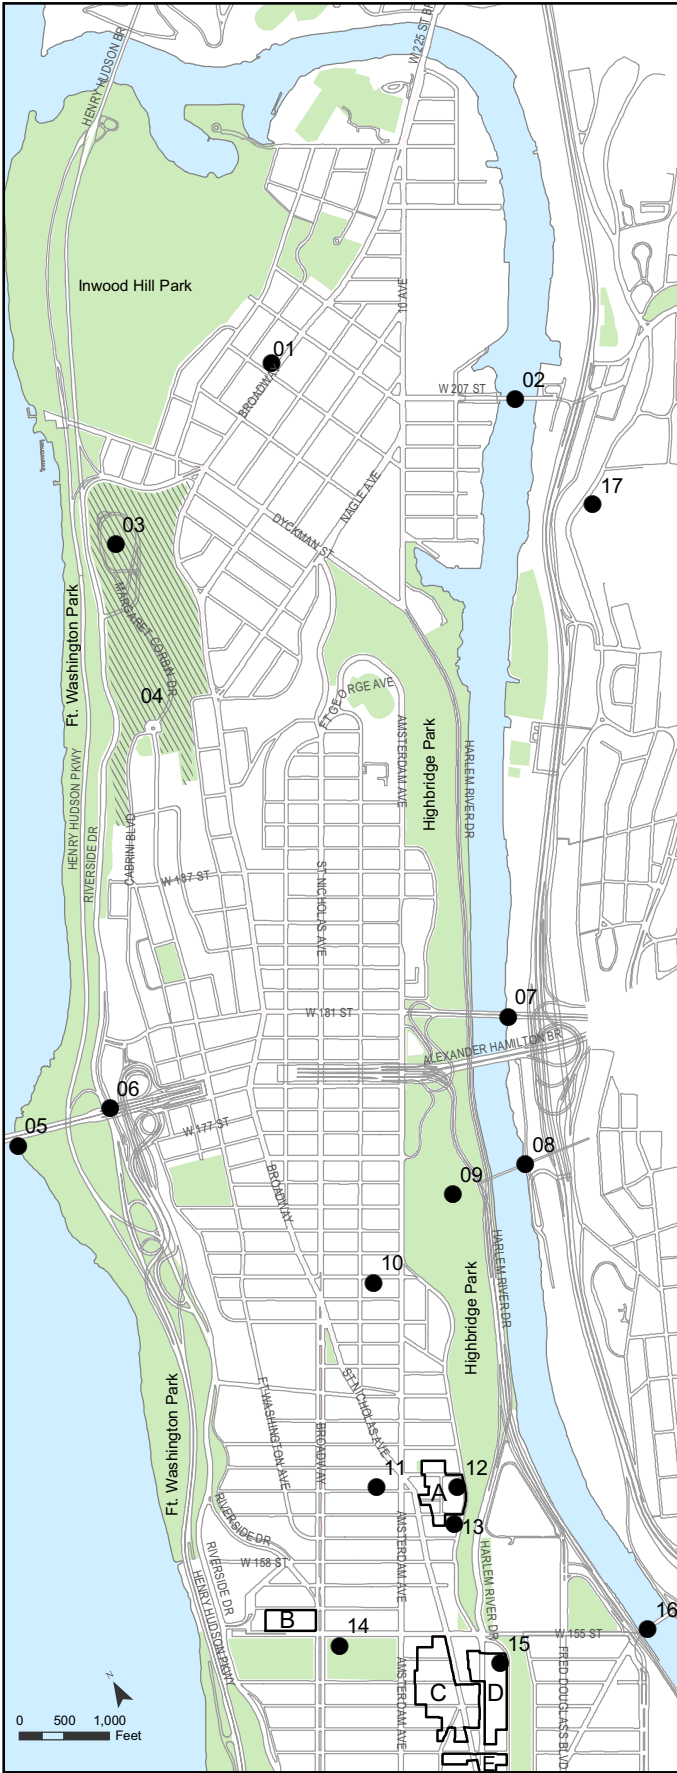 HENRY HUDSON BR
W 225 ST BR
Inwood Hill Park
10 AVE
01
BROADWAY
W 207 ST
02
17
NAGLE AVE
DYCKMAN ST
03
MARGARET CORBIN DR
Ft. Washington Park
04
FT GEORGE AVE
AMSTERDAM AVE
Highbridge Park
HARLEM RIVER DR
HENRY HUDSON PKWY
RIVERSIDE DR
CABRINI BLVD
W 187 ST
ST NICHOLAS AVE
07
W 181 ST
ALEXANDER HAMILTON BR
06
05
W 177 ST
08
09
BROADWAY
HARLEM RIVER DR
10
Highbridge Park
Ft. Washington Park
ST NICHOLAS AVE
FT WASHINGTON AVE
BROADWAY
11
12
A
13
AMSTERDAM AVE
RIVERSIDE DR
HARLEM RIVER DR
W 158 ST
RIVERSIDE DR
HENRY HUDSON PKWY
B
14
16
W 155 ST
15
FRED DOUGLASS BLVD
AMSTERDAM AVE
C
D
E
N
0 500 1,000
Feet